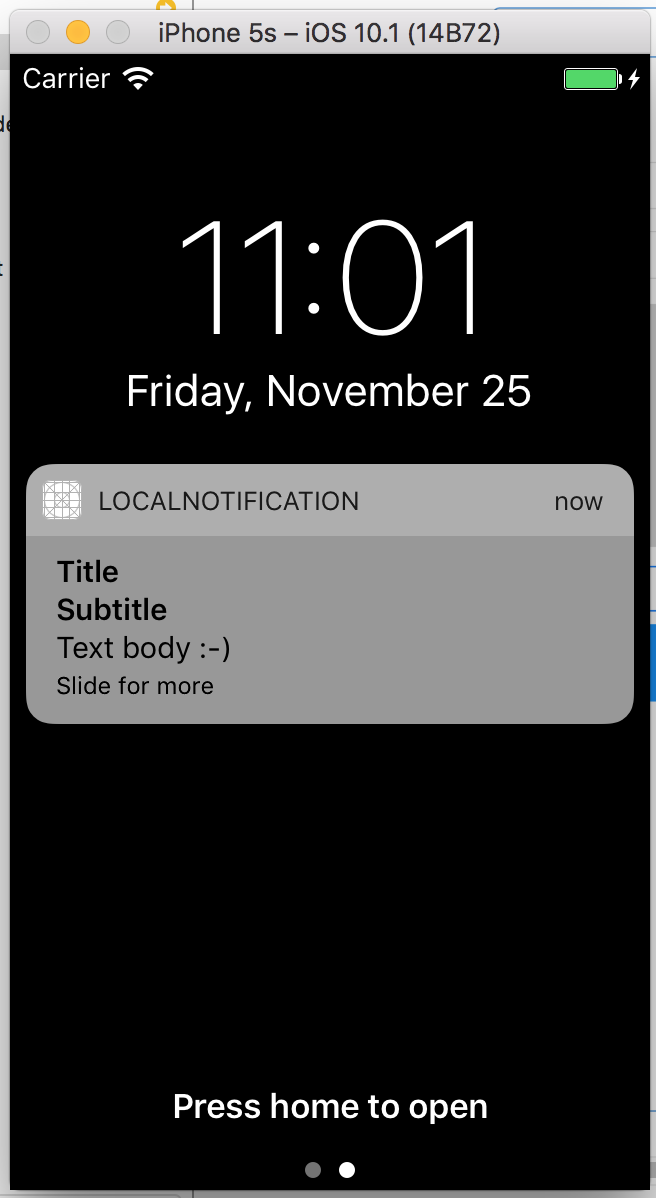 iPhone 5s – iOS 10.1 (14B72)
Carrier
11:01
Friday, November 25
LOCALNOTIFICATION now
Title
Subtitle
Text body :-)
Slide for more
Press home to open